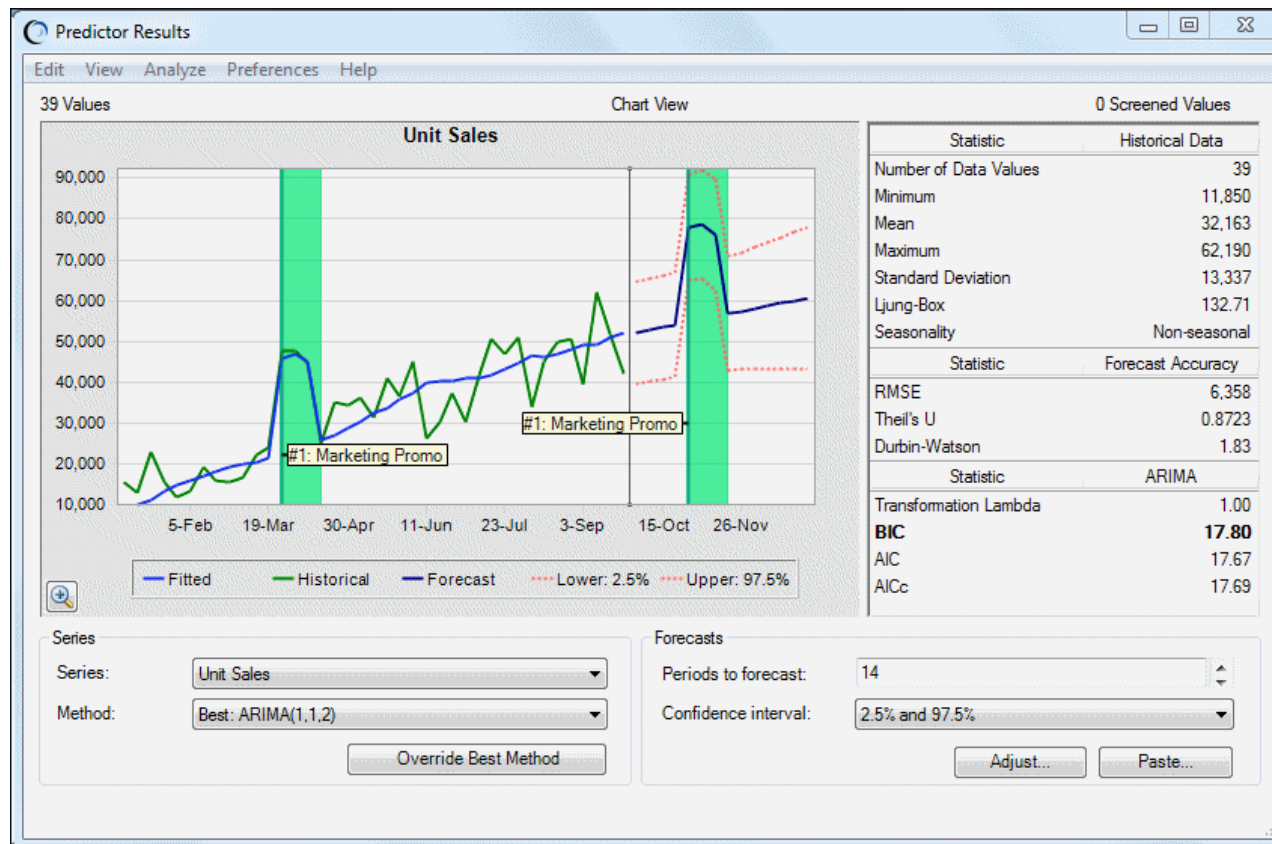 Predictor Results
Edit View Analyze Preferences Help
39 Values Chart View 0 Screened Values
Unit Sales
90,000
80,000
70,000
60,000
50,000
40,000
30,000
20,000
10,000
#1: Marketing Promo
#1: Marketing Promo
5-Feb 19-Mar 30-Apr 11-Jun 23-Jul 3-Sep 15-Oct 26-Nov
Fitted Historical Forecast Lower: 2.5% Upper: 97.5%
Statistic Historical Data
Number of Data Values 39
Minimum 11,850
Mean 32,163
Maximum 62,190
Standard Deviation 13,337
Ljung-Box 132.71
Seasonality Non-seasonal
Statistic Forecast Accuracy
RMSE 6,358
Theil's U 0.8723
Durbin-Watson 1.83
Statistic ARIMA
Transformation Lambda 1.00
BIC 17.80
AIC 17.67
AICc 17.69
Series
Series: Unit Sales
Method: Best: ARIMA(1,1,2)
Override Best Method
Forecasts
Periods to forecast: 14
Confidence interval: 2.5% and 97.5%
Adjust... Paste...